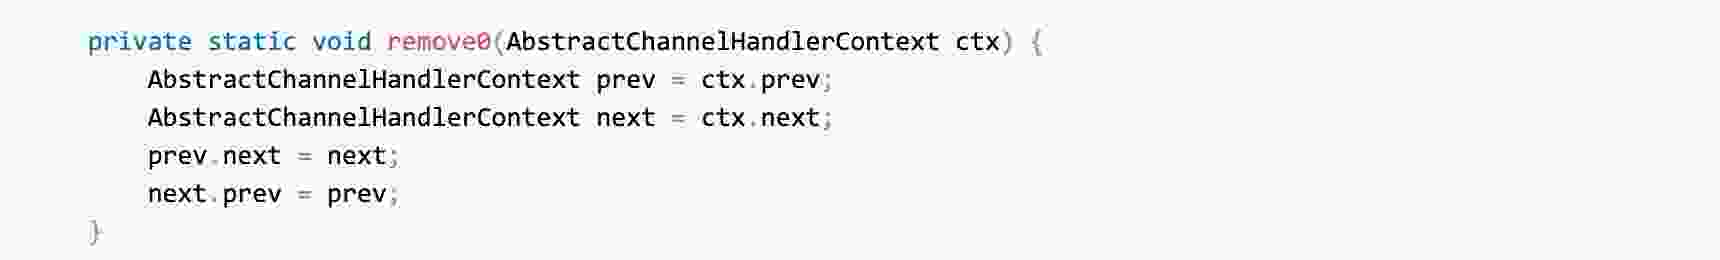 private static void remove0(AbstractChannelHandlerContext ctx) {
    AbstractChannelHandlerContext prev = ctx.prev;
    AbstractChannelHandlerContext next = ctx.next;
    prev.next = next;
    next.prev = prev;
}